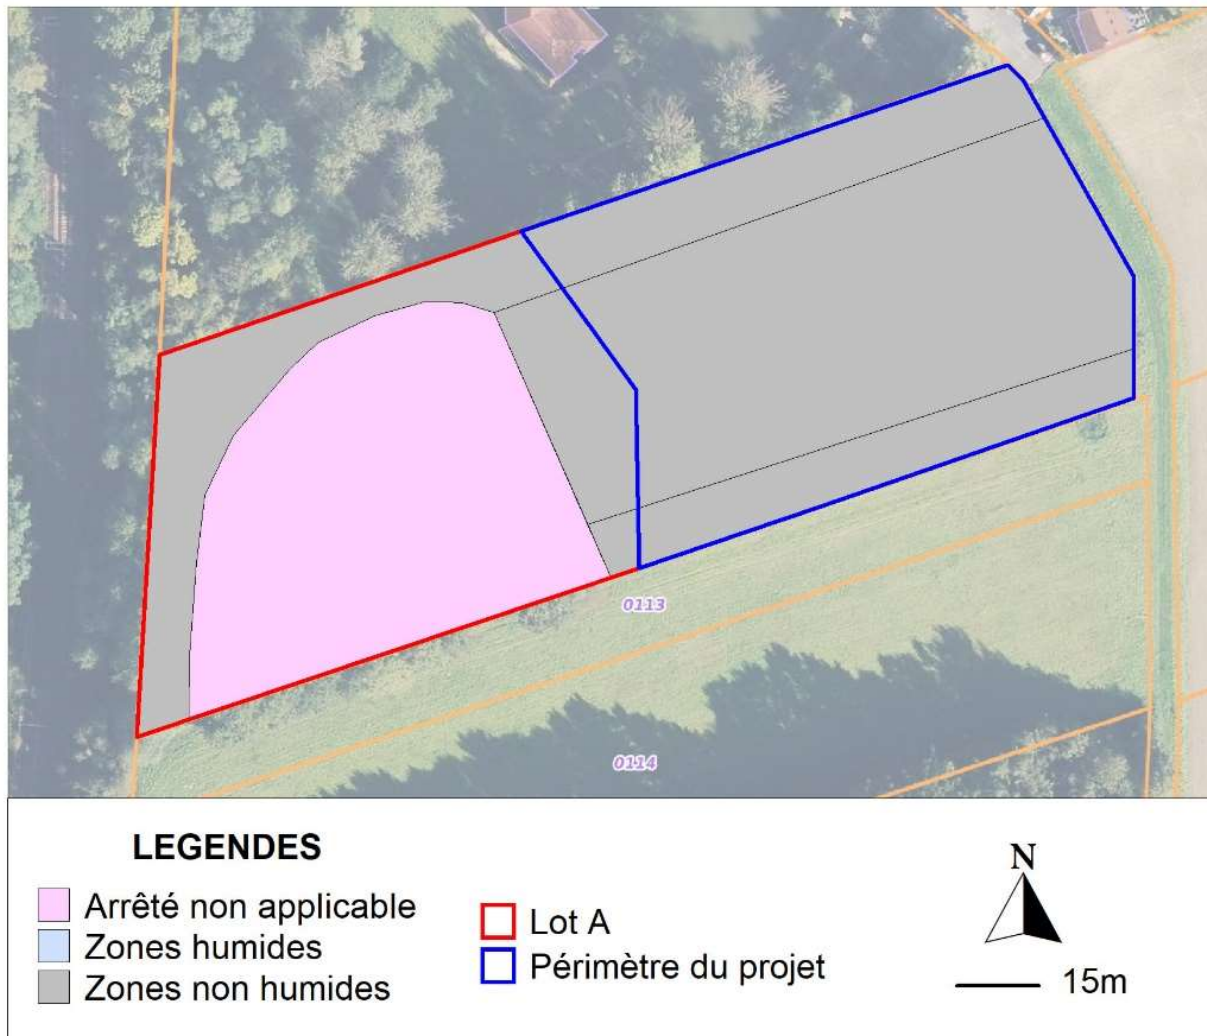 0113
0114
LEGENDES
Arrêté non applicable
Zones humides
Zones non humides
Lot A
Périmètre du projet
N
15m